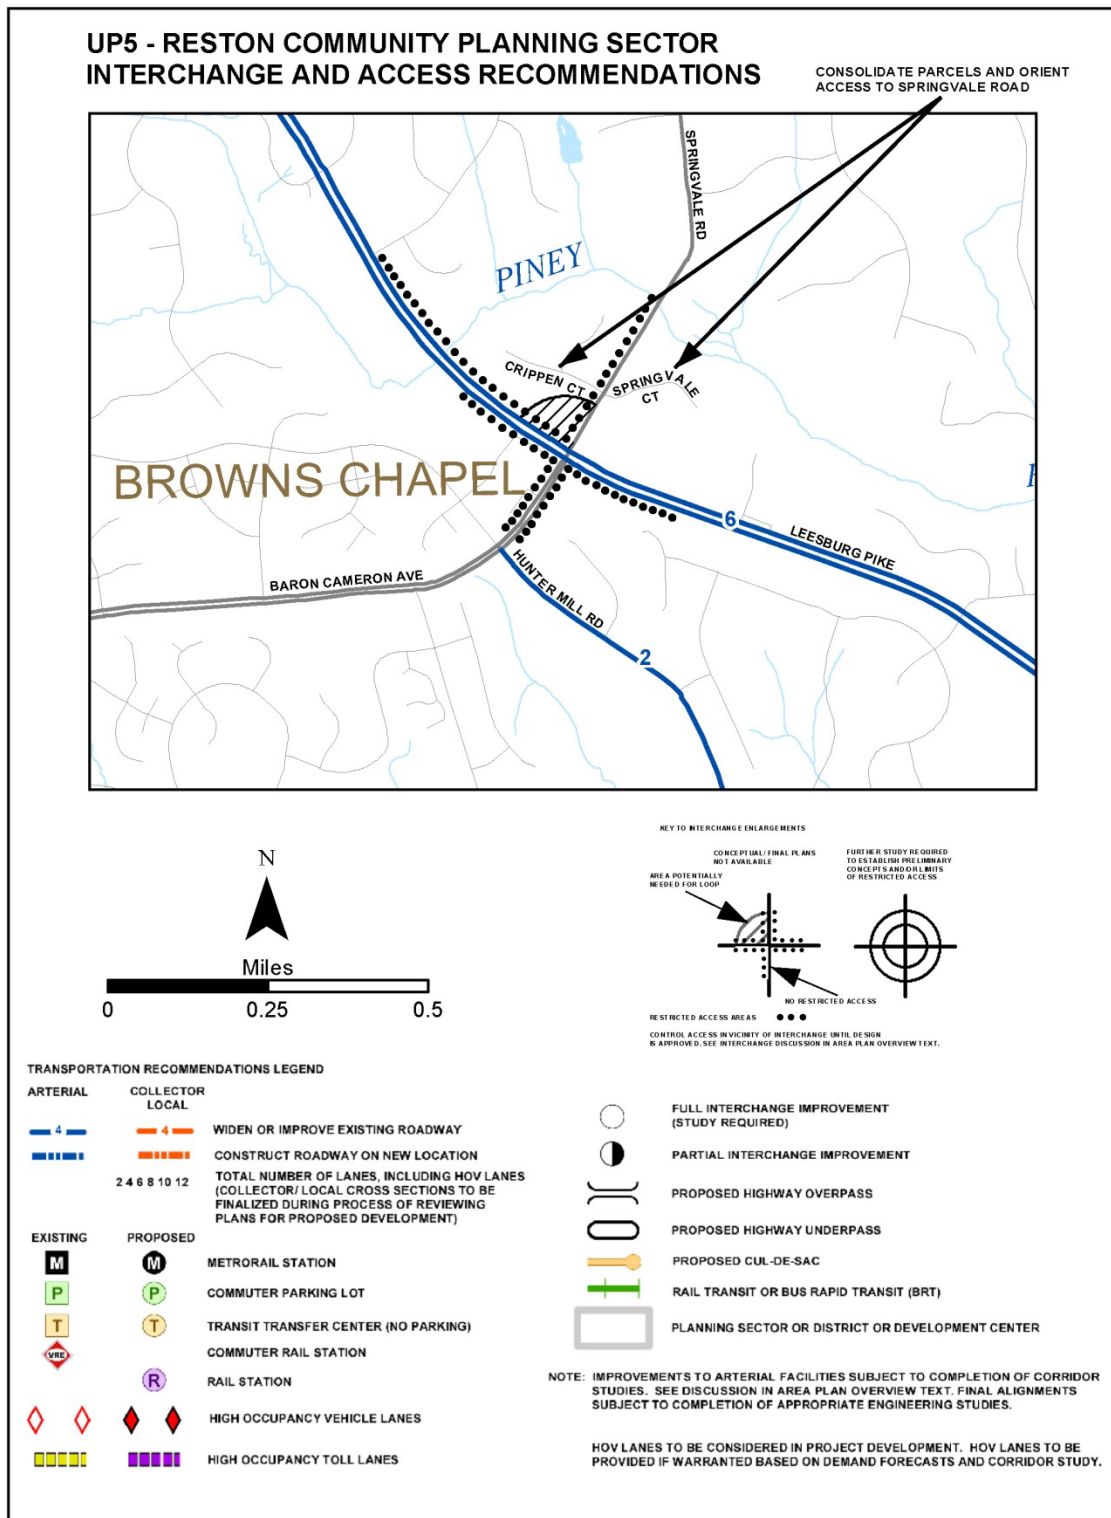 UP5 - RESTON COMMUNITY PLANNING SECTOR
INTERCHANGE AND ACCESS RECOMMENDATIONS
CONSOLIDATE PARCELS AND ORIENT
ACCESS TO SPRINGVALE ROAD
SPRINGVALE RD
PINEY
CRIPPEN CT
SPRINGVALE
CT
BROWNS CHAPEL
6
LEESBURG PIKE
BARON CAMERON AVE
HUNTER MILL RD
2
N
Miles
0 0.25 0.5
KEY TO INTERCHANGE ENLARGEMENTS
CONCEPTUAL/FINAL PLANS
NOT AVAILABLE
AREA POTENTIALLY
NEEDED FOR LOOP
FURTHER STUDY REQUIRED
TO ESTABLISH PRELIMINARY
CONCEPTS AND/OR LIMITS
OF RESTRICTED ACCESS
NO RESTRICTED ACCESS
RESTRICTED ACCESS AREAS
CONTROL ACCESS IN VICINITY OF INTERCHANGE UNTIL DESIGN
IS APPROVED. SEE INTERCHANGE DISCUSSION IN AREA PLAN OVERVIEW TEXT.
TRANSPORTATION RECOMMENDATIONS LEGEND
ARTERIAL COLLECTOR
LOCAL
4 4 WIDEN OR IMPROVE EXISTING ROADWAY
CONSTRUCT ROADWAY ON NEW LOCATION
2 4 6 8 10 12 TOTAL NUMBER OF LANES, INCLUDING HOV LANES
(COLLECTOR/ LOCAL CROSS SECTIONS TO BE
FINALIZED DURING PROCESS OF REVIEWING
PLANS FOR PROPOSED DEVELOPMENT)
EXISTING PROPOSED
M M METRORAIL STATION
P P COMMUTER PARKING LOT
T T TRANSIT TRANSFER CENTER (NO PARKING)
VRE COMMUTER RAIL STATION
R RAIL STATION
HIGH OCCUPANCY VEHICLE LANES
HIGH OCCUPANCY TOLL LANES
FULL INTERCHANGE IMPROVEMENT
(STUDY REQUIRED)
PARTIAL INTERCHANGE IMPROVEMENT
PROPOSED HIGHWAY OVERPASS
PROPOSED HIGHWAY UNDERPASS
PROPOSED CUL-DE-SAC
RAIL TRANSIT OR BUS RAPID TRANSIT (BRT)
PLANNING SECTOR OR DISTRICT OR DEVELOPMENT CENTER
NOTE: IMPROVEMENTS TO ARTERIAL FACILITIES SUBJECT TO COMPLETION OF CORRIDOR
STUDIES. SEE DISCUSSION IN AREA PLAN OVERVIEW TEXT. FINAL ALIGNMENTS
SUBJECT TO COMPLETION OF APPROPRIATE ENGINEERING STUDIES.
HOV LANES TO BE CONSIDERED IN PROJECT DEVELOPMENT. HOV LANES TO BE
PROVIDED IF WARRANTED BASED ON DEMAND FORECASTS AND CORRIDOR STUDY.